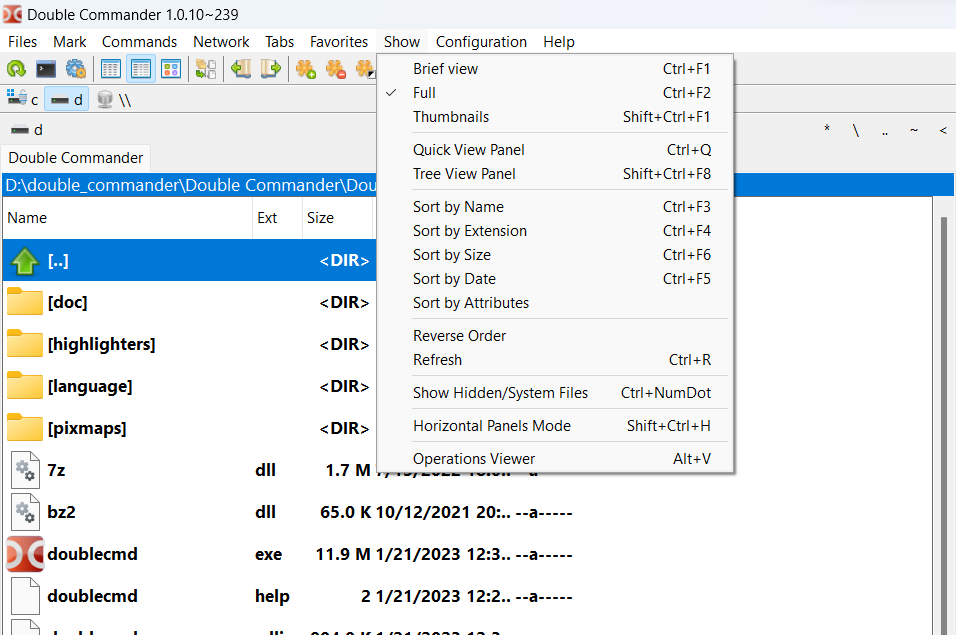 Double Commander 1.0.10~239
Files Mark Commands Network Tabs Favorites Show Configuration Help
c d \\
d * \ .. ~ <
Double Commander
D:\double_commander\Double Commander\Dou
Name Ext Size
[..] <DIR>
[doc] <DIR>
[highlighters] <DIR>
[language] <DIR>
[pixmaps] <DIR>
7z dll 1.7 M
bz2 dll 65.0 K 10/12/2021 20:.. --a-----
doublecmd exe 11.9 M 1/21/2023 12:3.. --a-----
doublecmd help 2 1/21/2023 12:2.. --a-----
Brief view Ctrl+F1
Full Ctrl+F2
Thumbnails Shift+Ctrl+F1
Quick View Panel Ctrl+Q
Tree View Panel Shift+Ctrl+F8
Sort by Name Ctrl+F3
Sort by Extension Ctrl+F4
Sort by Size Ctrl+F6
Sort by Date Ctrl+F5
Sort by Attributes
Reverse Order
Refresh Ctrl+R
Show Hidden/System Files Ctrl+NumDot
Horizontal Panels Mode Shift+Ctrl+H
Operations Viewer Alt+V